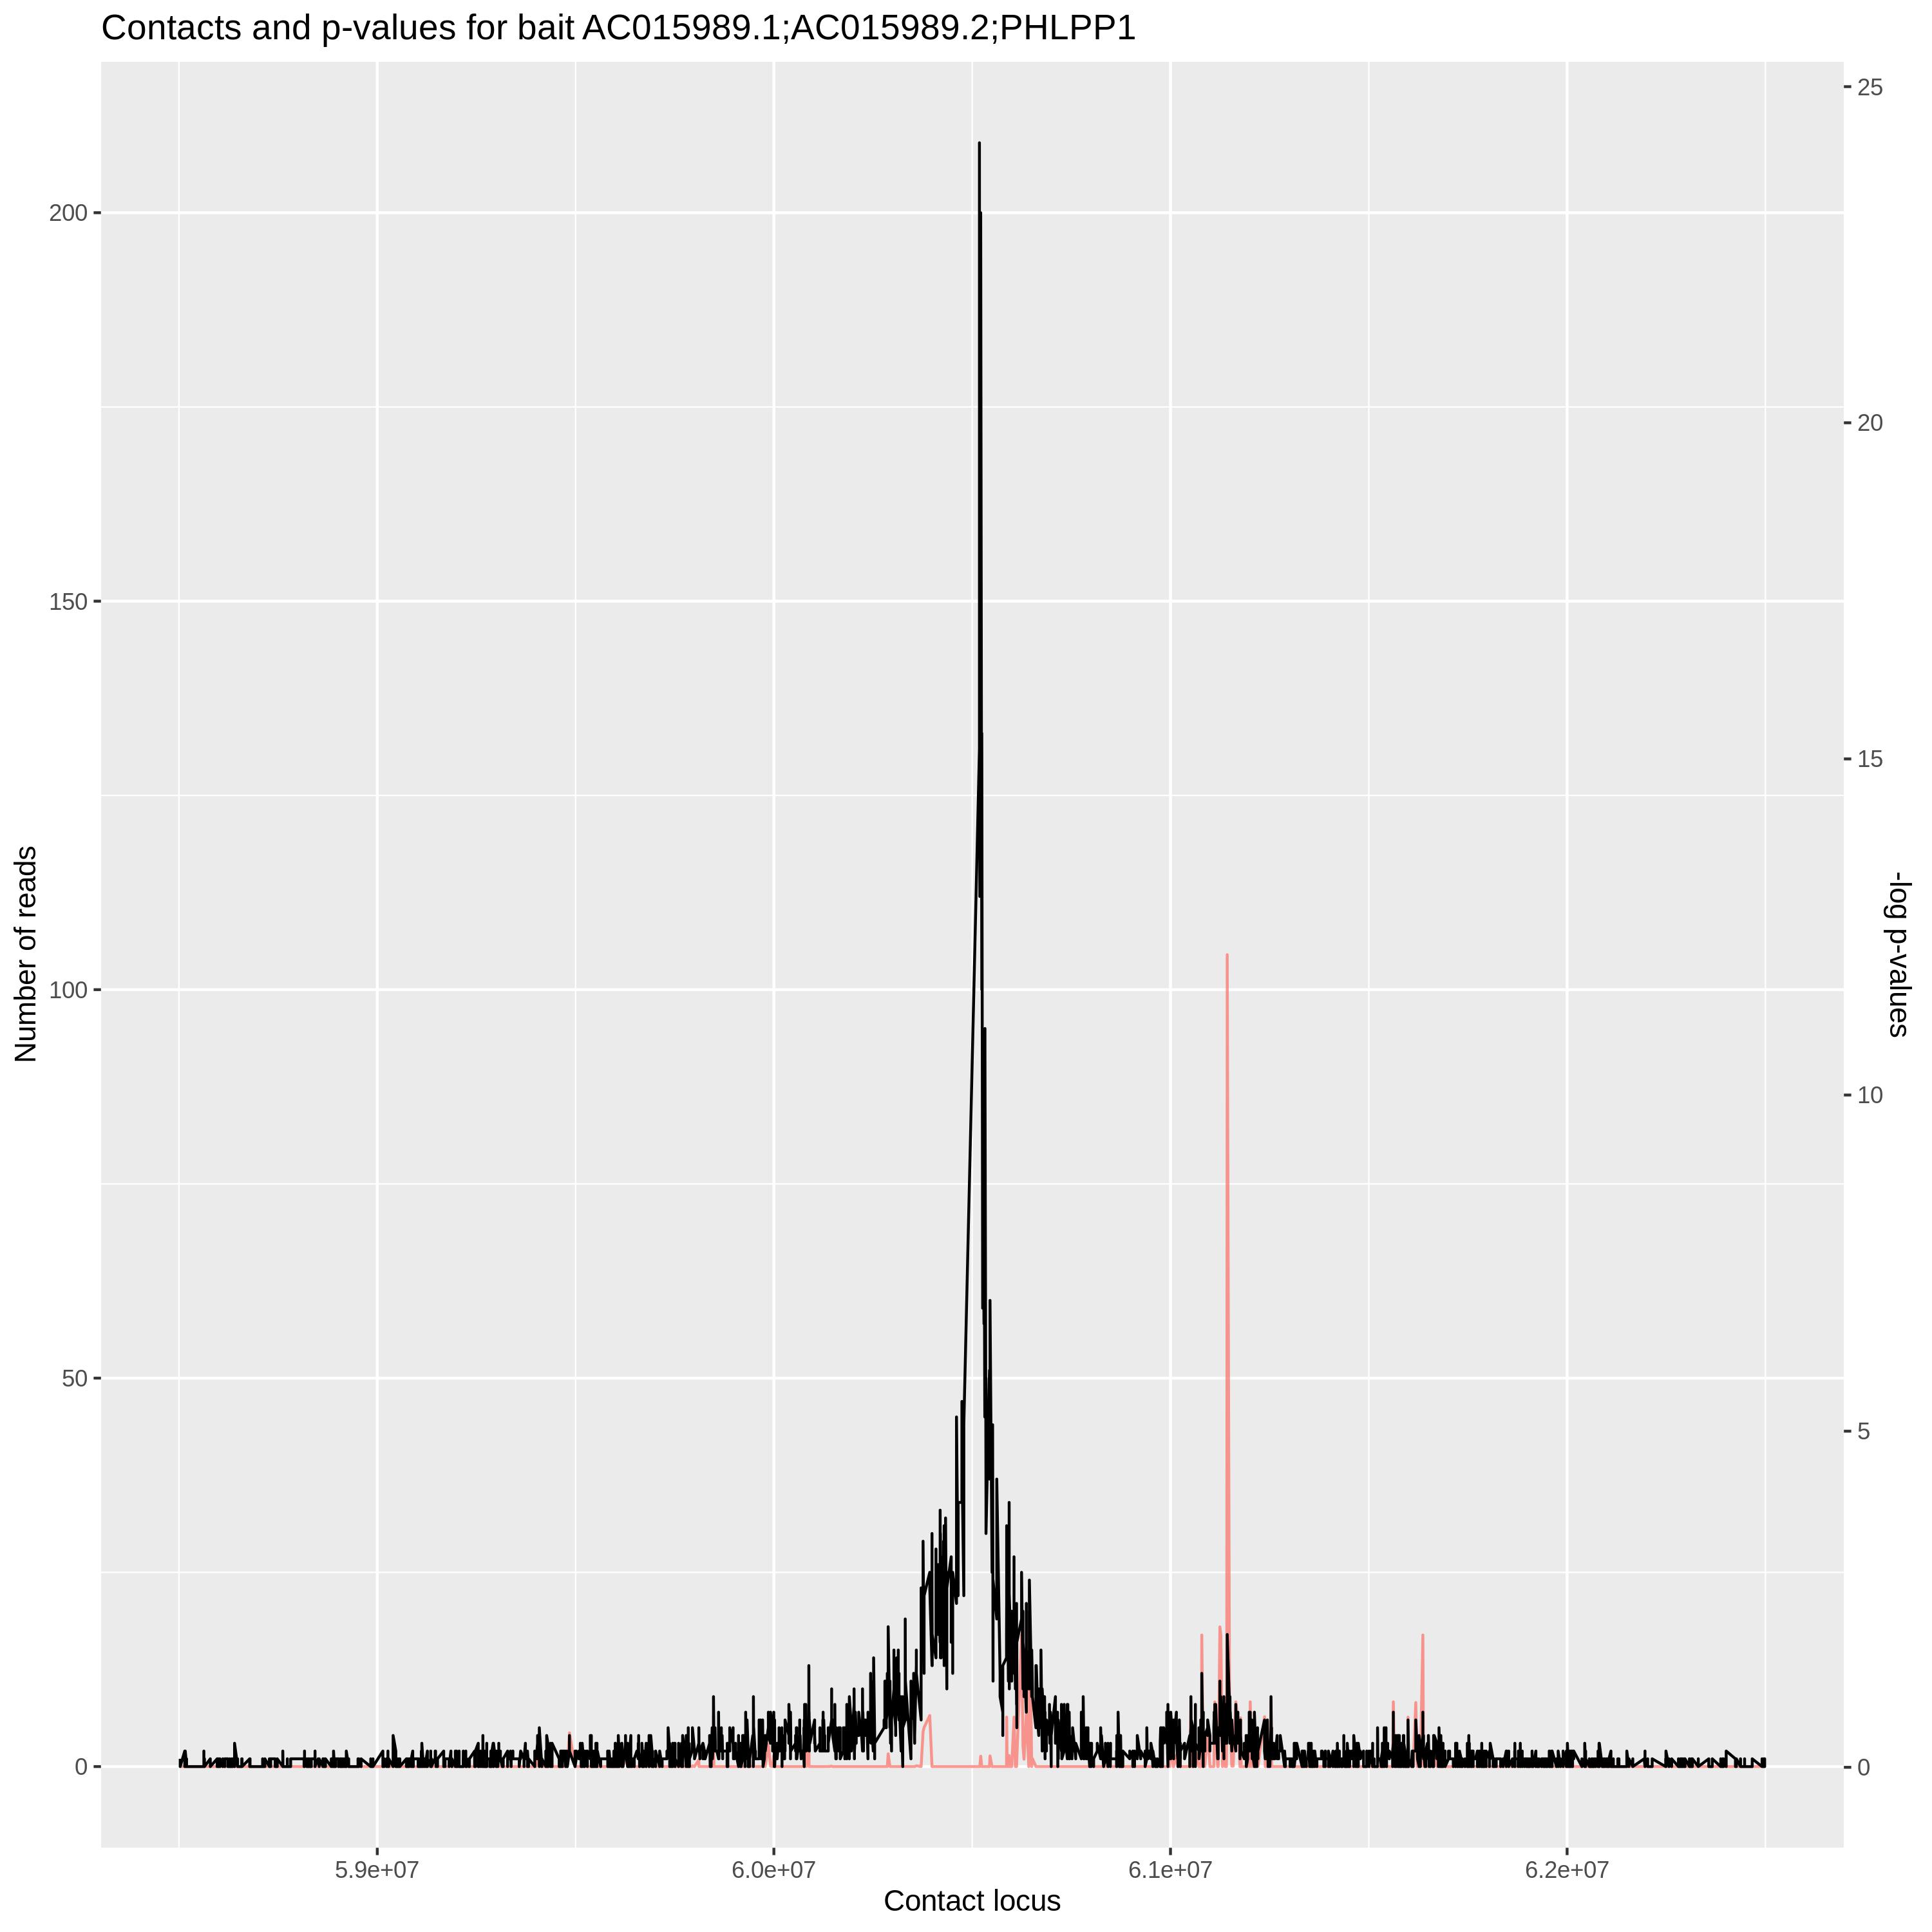 Contacts and p-values for bait AC015989.1;AC015989.2;PHLPP1
Number of reads
200
150
100
50
0
25
20
15
10
5
0
-log p-values
5.9e+07
6.0e+07
6.1e+07
6.2e+07
Contact locus